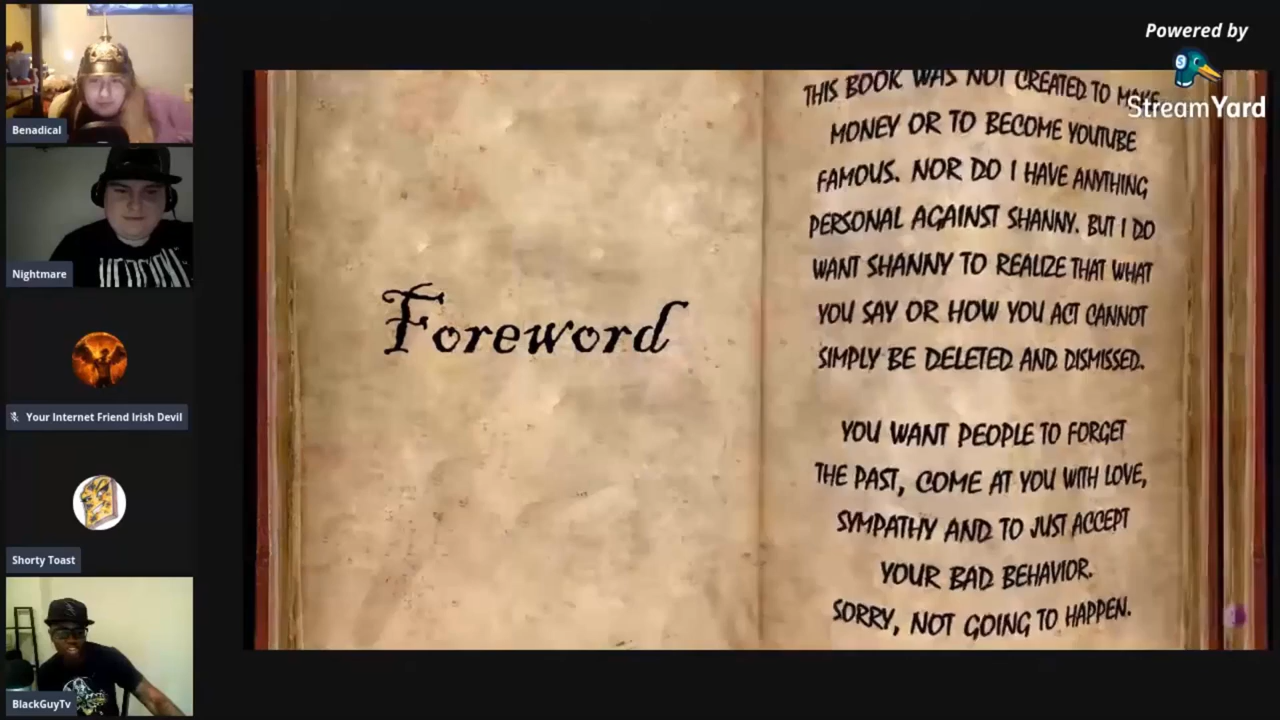 Benadical
Nightmare
Your Internet Friend Irish Devil
Shorty Toast
BlackGuyTv
Powered by
StreamYard
Foreword
THIS BOOK WAS NOT CREATED TO MAKE
MONEY OR TO BECOME YOUTUBE
FAMOUS. NOR DO I HAVE ANYTHING
PERSONAL AGAINST SHANNY. BUT I DO
WANT SHANNY TO REALIZE THAT WHAT
YOU SAY OR HOW YOU ACT CANNOT
SIMPLY BE DELETED AND DISMISSED.
YOU WANT PEOPLE TO FORGET
THE PAST, COME AT YOU WITH LOVE,
SYMPATHY AND TO JUST ACCEPT
YOUR BAD BEHAVIOR.
SORRY, NOT GOING TO HAPPEN.